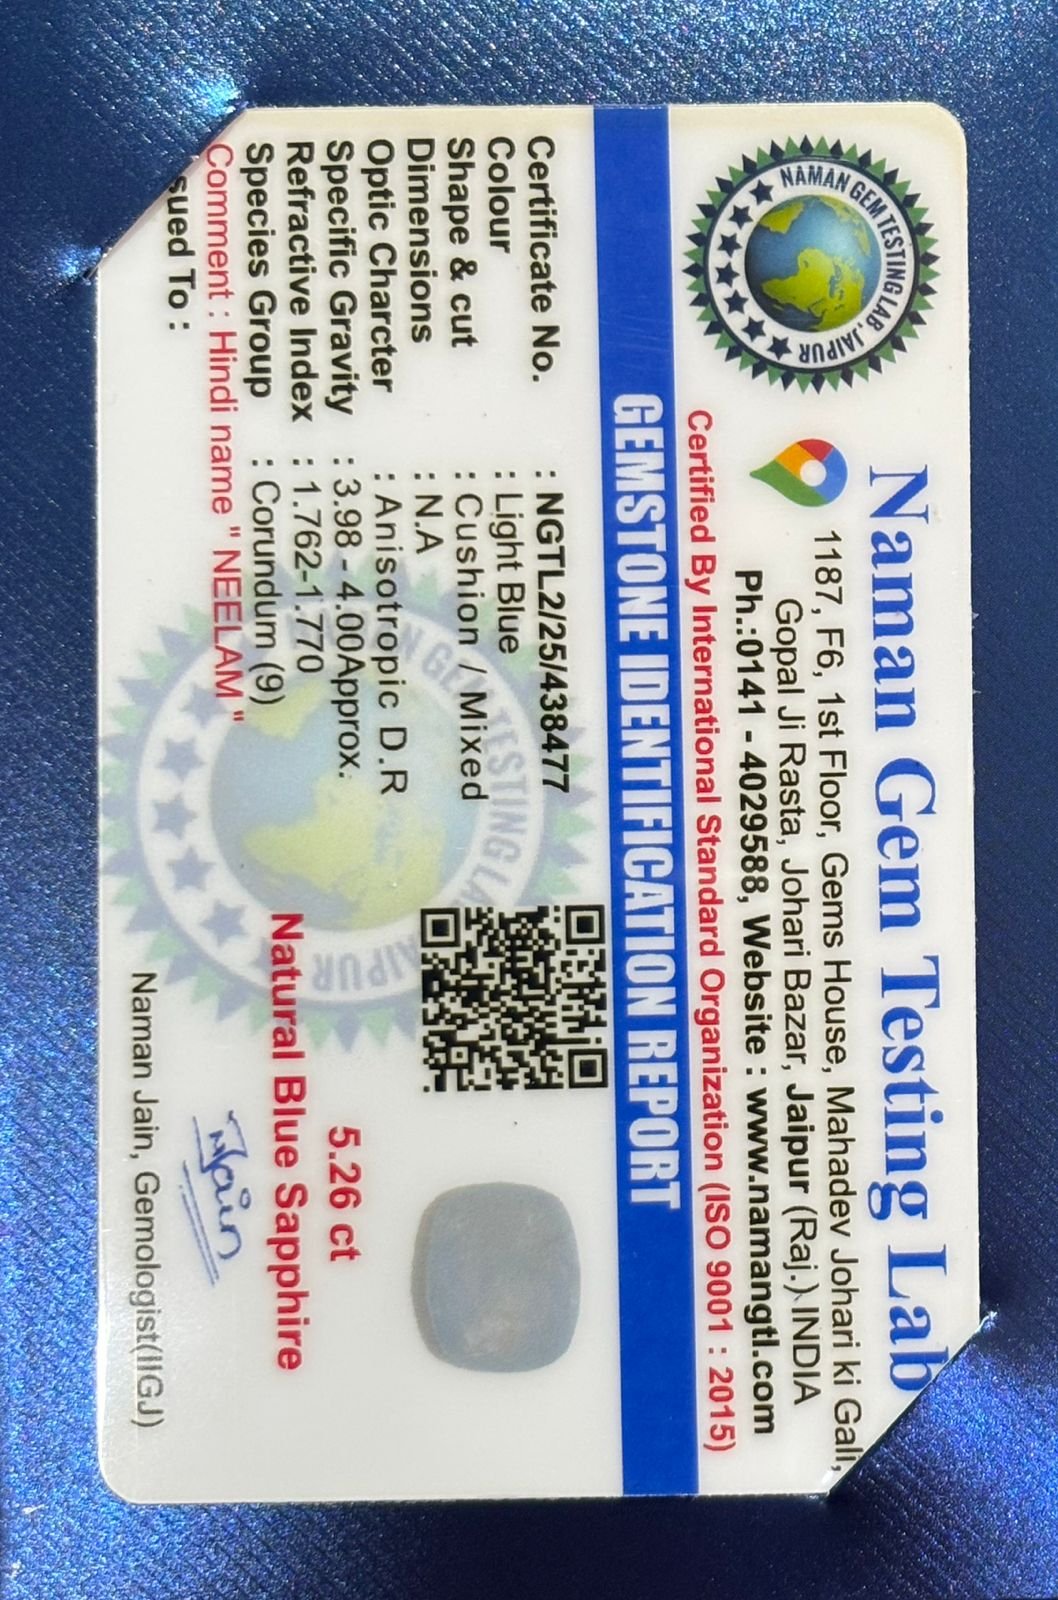 NAMAN GEM TESTING LAB, JAIPUR
Naman Gem Testing Lab
1187, F6, 1st Floor, Gems House, Mahadev Johari ki Gali,
Gopal Ji Rasta, Johari Bazar, Jaipur (Raj.) INDIA
Ph.:0141 - 4029588, Website : www.namangtl.com
Certified By International Standard Organization (ISO 9001 : 2015)
GEMSTONE IDENTIFICATION REPORT
Certificate No. : NGTL2/25/438477
Colour : Light Blue
Shape & cut : Cushion / Mixed
Dimensions : N.A
Optic Charcter : Anisotropic D.R
Specific Gravity : 3.98 - 4.00Approx.
Refractive Index : 1.762-1.770
Species Group : Corundum (9)
Comment : Hindi name " NEELAM "
sued To :
5.26 ct
Natural Blue Sapphire
NJain
Naman Jain, Gemologist(IIGJ)